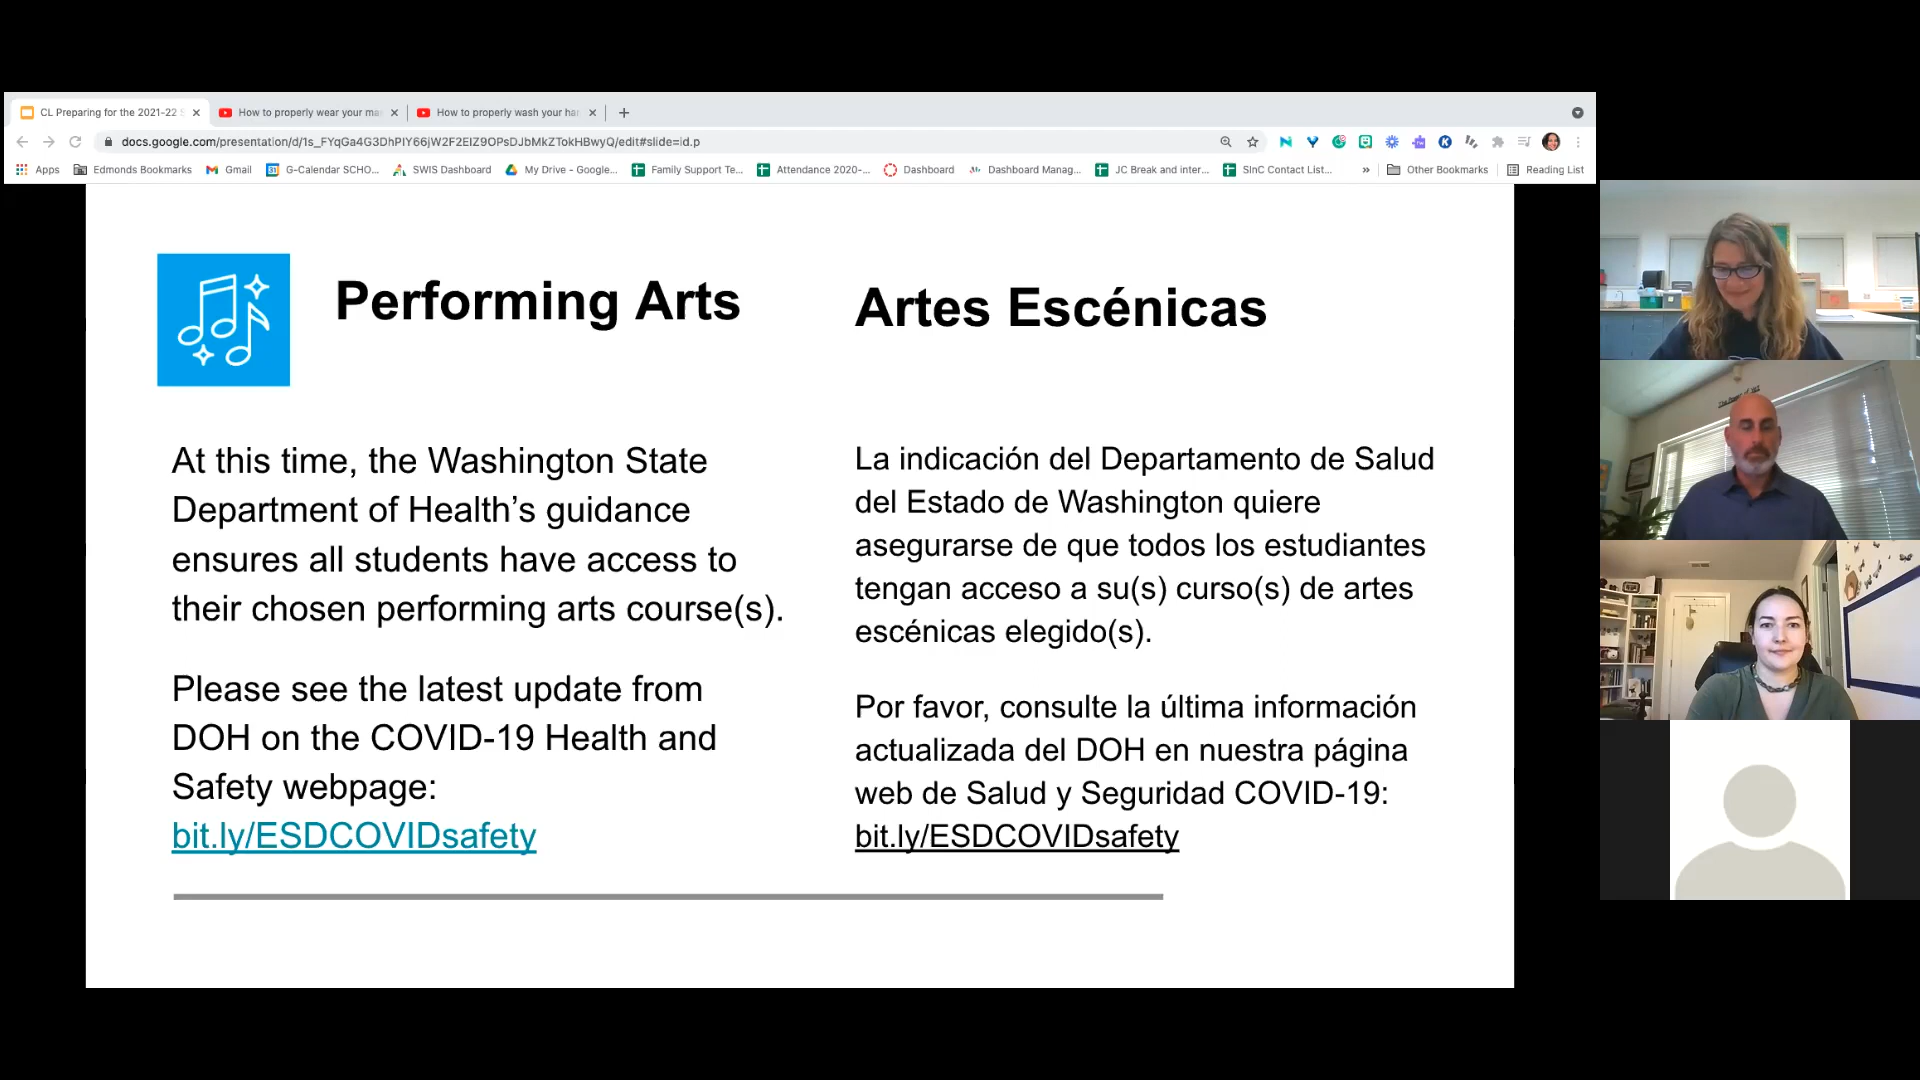 CL Preparing for the 2021-22 S
How to properly wear your ma
How to properly wash your har
docs.google.com/presentation/d/1s_FYqGa4G3DhPIY66jW2F2EIZ9OPsDJbMkZTokHBwyQ/edit#slide=id.p
Apps
Edmonds Bookmarks
Gmail
G-Calendar SCHO...
SWIS Dashboard
My Drive - Google...
Family Support Te...
Attendance 2020-...
Dashboard
Dashboard Manag...
JC Break and inter...
SInC Contact List...
»
Other Bookmarks
Reading List
Performing Arts
At this time, the Washington State
Department of Health’s guidance
ensures all students have access to
their chosen performing arts course(s).
Please see the latest update from
DOH on the COVID-19 Health and
Safety webpage:
bit.ly/ESDCOVIDsafety
Artes Escénicas
La indicación del Departamento de Salud
del Estado de Washington quiere
asegurarse de que todos los estudiantes
tengan acceso a su(s) curso(s) de artes
escénicas elegido(s).
Por favor, consulte la última información
actualizada del DOH en nuestra página
web de Salud y Seguridad COVID-19:
bit.ly/ESDCOVIDsafety